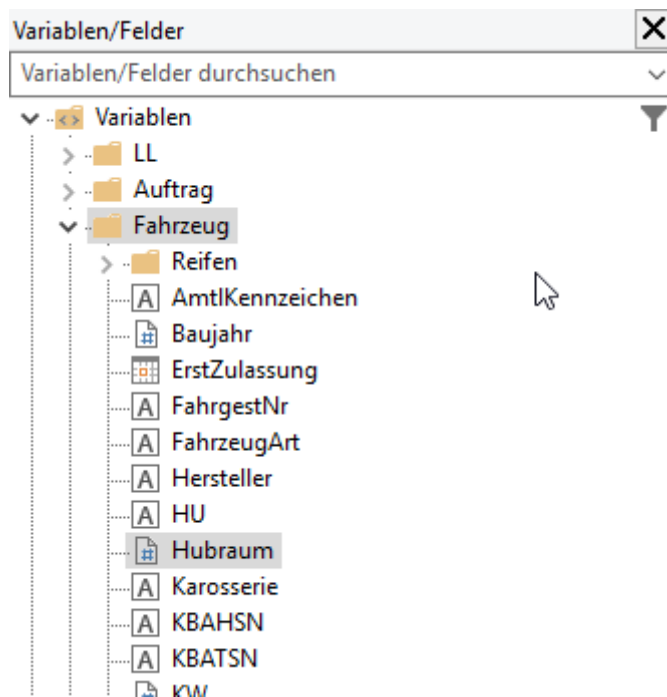 Variablen/Felder
Variablen/Felder durchsuchen
Variablen
LL
Auftrag
Fahrzeug
Reifen
AmtlKennzeichen
Baujahr
ErstZulassung
FahrgestNr
FahrzeugArt
Hersteller
HU
Hubraum
Karosserie
KBAHSN
KBATSN
KW